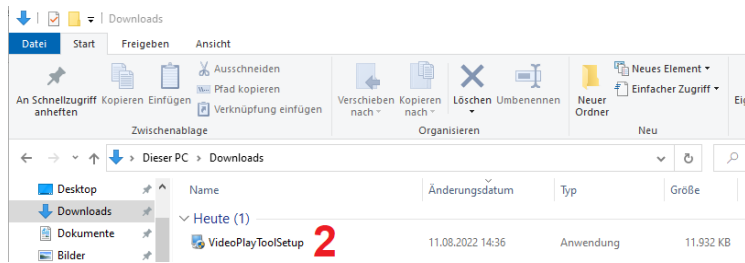 Downloads
Datei Start Freigeben Ansicht
An Schnellzugriff anheften
Kopieren
Einfügen
Ausschneiden
Pfad kopieren
Verknüpfung einfügen
Zwischenablage
Verschieben nach
Kopieren nach
Löschen
Umbenennen
Organisieren
Neuer Ordner
Neues Element
Einfacher Zugriff
Neu
Dieser PC > Downloads
Desktop
Downloads
Dokumente
Bilder
Name Änderungsdatum Typ Größe
Heute (1)
VideoPlayToolSetup 2 11.08.2022 14:36 Anwendung 11.932 KB